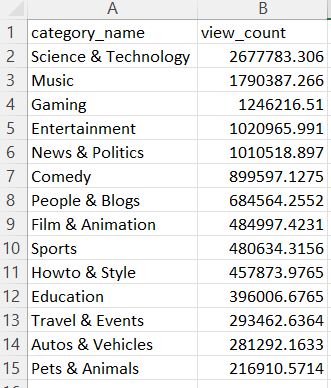 A B
1 category_name view_count
2 Science & Technology 2677783.306
3 Music 1790387.266
4 Gaming 1246216.51
5 Entertainment 1020965.991
6 News & Politics 1010518.897
7 Comedy 899597.1275
8 People & Blogs 684564.2552
9 Film & Animation 484997.4231
10 Sports 480634.3156
11 Howto & Style 457873.9765
12 Education 396006.6765
13 Travel & Events 293462.6364
14 Autos & Vehicles 281292.1633
15 Pets & Animals 216910.5714